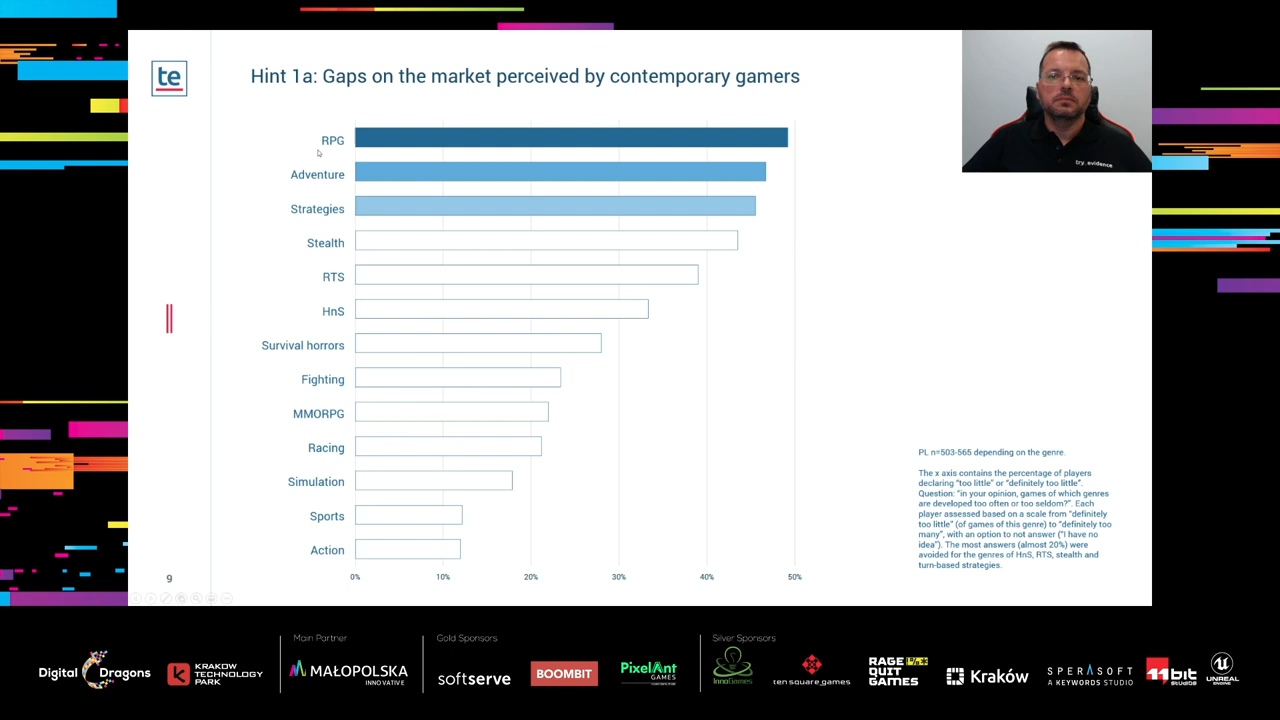 te
Hint 1a: Gaps on the market perceived by contemporary gamers
try evidence
RPG
Adventure
Strategies
Stealth
RTS
HnS
Survival horrors
Fighting
MMORPG
Racing
Simulation
Sports
Action
0%
10%
20%
30%
40%
50%
PL n=503-565 depending on the genre.
The x axis contains the percentage of players
declaring "too little" or "definitely too little".
Question: "in your opinion, games of which genres
are developed too often or too seldom?". Each
player assessed based on a scale from "definitely
too little" (of games of this genre) to "definitely too
many", with an option to not answer ("I have no
idea"). The most answers (almost 20%) were
avoided for the genres of HnS, RTS, stealth and
turn-based strategies.
9
Main Partner
Gold Sponsors
Silver Sponsors
Digital Dragons
KRAKOW
TECHNOLOGY
PARK
MAŁOPOLSKA
INNOVATIVE
softserve
BOOMBIT
PixelAnt
GAMES
InnoGames
ten square games
RAGE
QUIT
GAMES
Kraków
SPERASOFT
A KEYWORDS STUDIO
11bit
STUDIOS
UNREAL
ENGINE